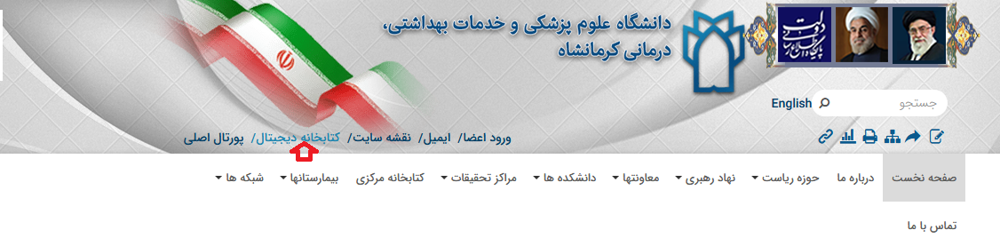 دانشگاه علوم پزشکی و خدمات بهداشتی،
درمانی کرمانشاه
دولت
جستجو
English
ورود اعضا/ ایمیل/ نقشه سایت/ کتابخانه دیجیتال/ پورتال اصلی
صفحه نخست درباره ما حوزه ریاست نهاد رهبری معاونتها دانشکده ها مراکز تحقیقات کتابخانه مرکزی بیمارستانها شبکه ها
تماس با ما